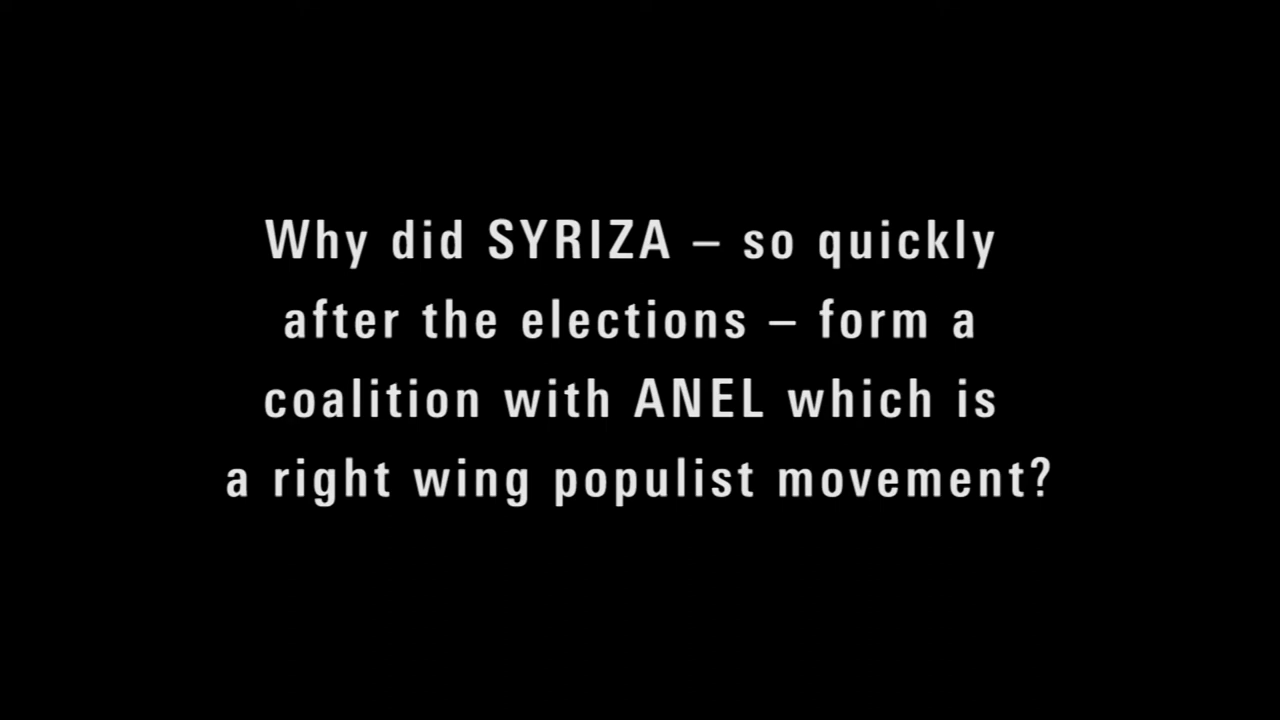 Why did SYRIZA – so quickly
after the elections – form a
coalition with ANEL which is
a right wing populist movement?